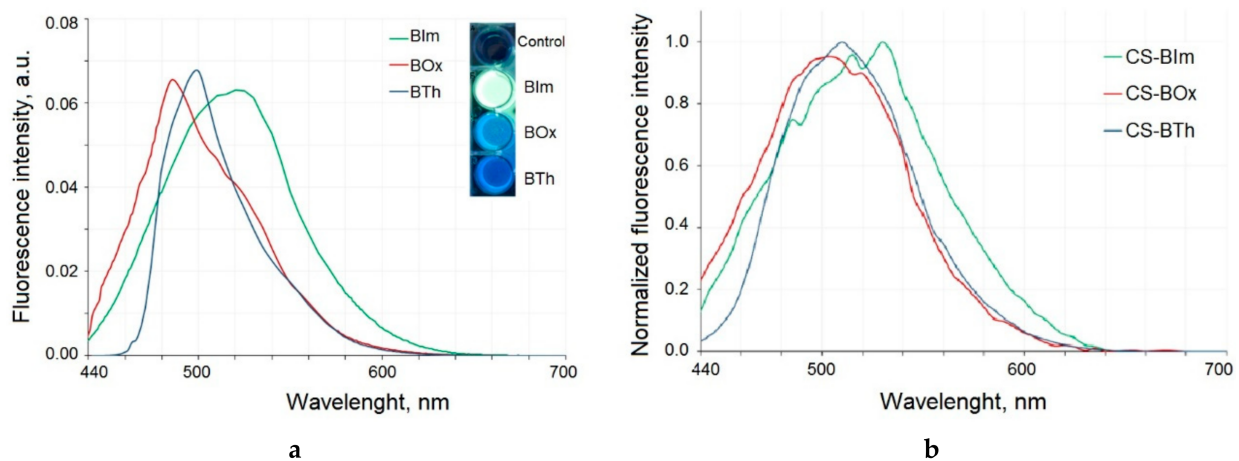 Fluorescence intensity, a.u.
0.08
0.06
0.04
0.02
0.00
440
500
600
700
Wavelenght, nm
BIm
BOx
BTh
Control
BIm
BOx
BTh
a
Normalized fluorescence intensity
1.0
0.8
0.6
0.4
0.2
0.0
440
500
600
700
Wavelenght, nm
CS-BIm
CS-BOx
CS-BTh
b